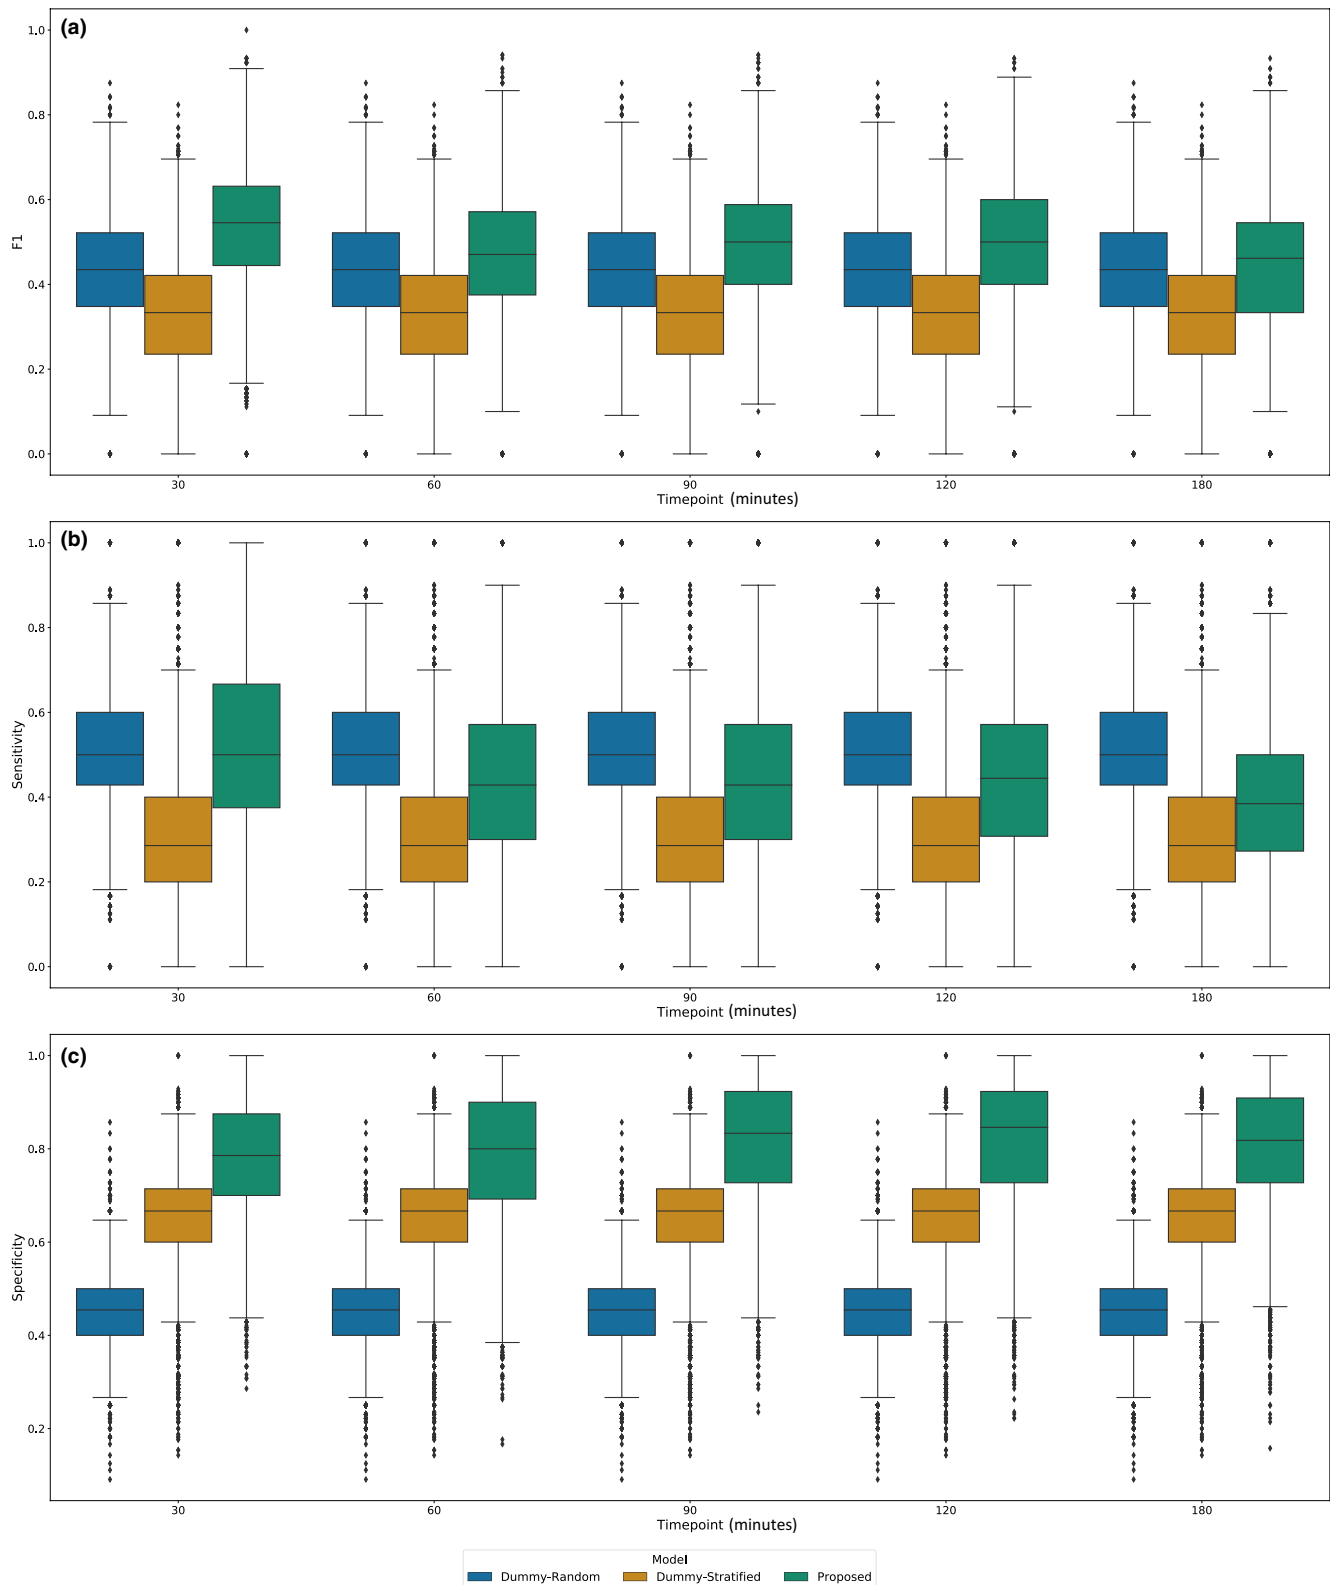 (a)
1.0
0.8
0.6
0.4
0.2
0.0
F1
30 60 90 120 180
Timepoint (minutes)
(b)
1.0
0.8
0.6
0.4
0.2
0.0
Sensitivity
30 60 90 120 180
Timepoint (minutes)
(c)
1.0
0.8
0.6
0.4
0.2
Specificity
30 60 90 120 180
Timepoint (minutes)
Model
Dummy-Random Dummy-Stratified Proposed